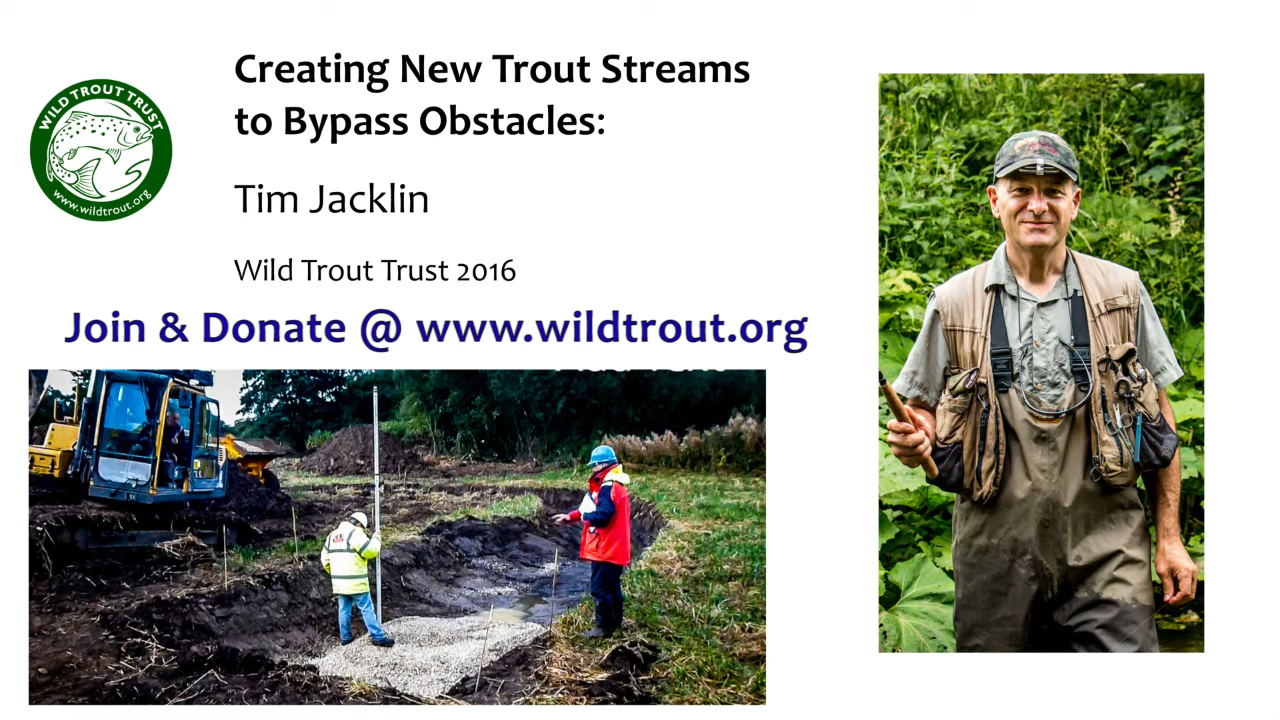 WILD TROUT TRUST
www.wildtrout.org
Creating New Trout Streams
to Bypass Obstacles:
Tim Jacklin
Wild Trout Trust 2016
Join & Donate @ www.wildtrout.org